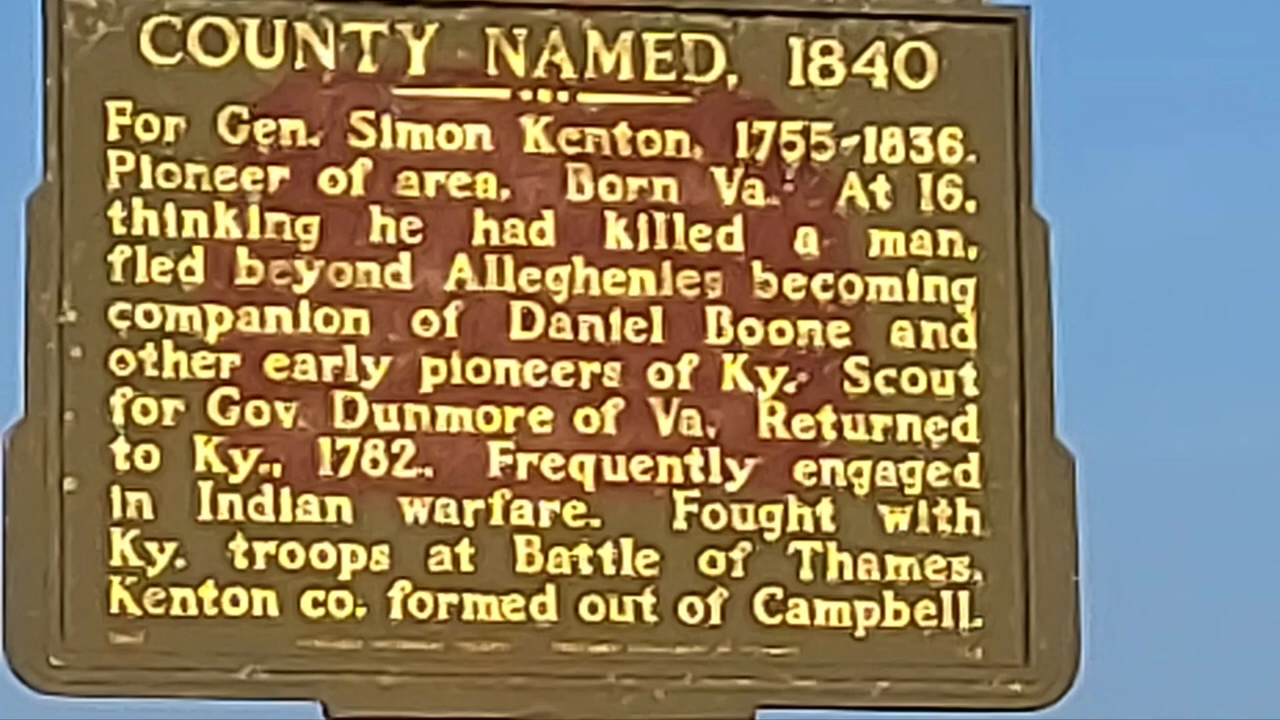 COUNTY NAMED, 1840
For Gen. Simon Kenton, 1755-1836.
Pioneer of area. Born Va. At 16,
thinking he had killed a man,
fled beyond Alleghenies becoming
companion of Daniel Boone and
other early pioneers of Ky. Scout
for Gov. Dunmore of Va. Returned
to Ky., 1782. Frequently engaged
in Indian warfare. Fought with
Ky. troops at Battle of Thames.
Kenton co. formed out of Campbell.